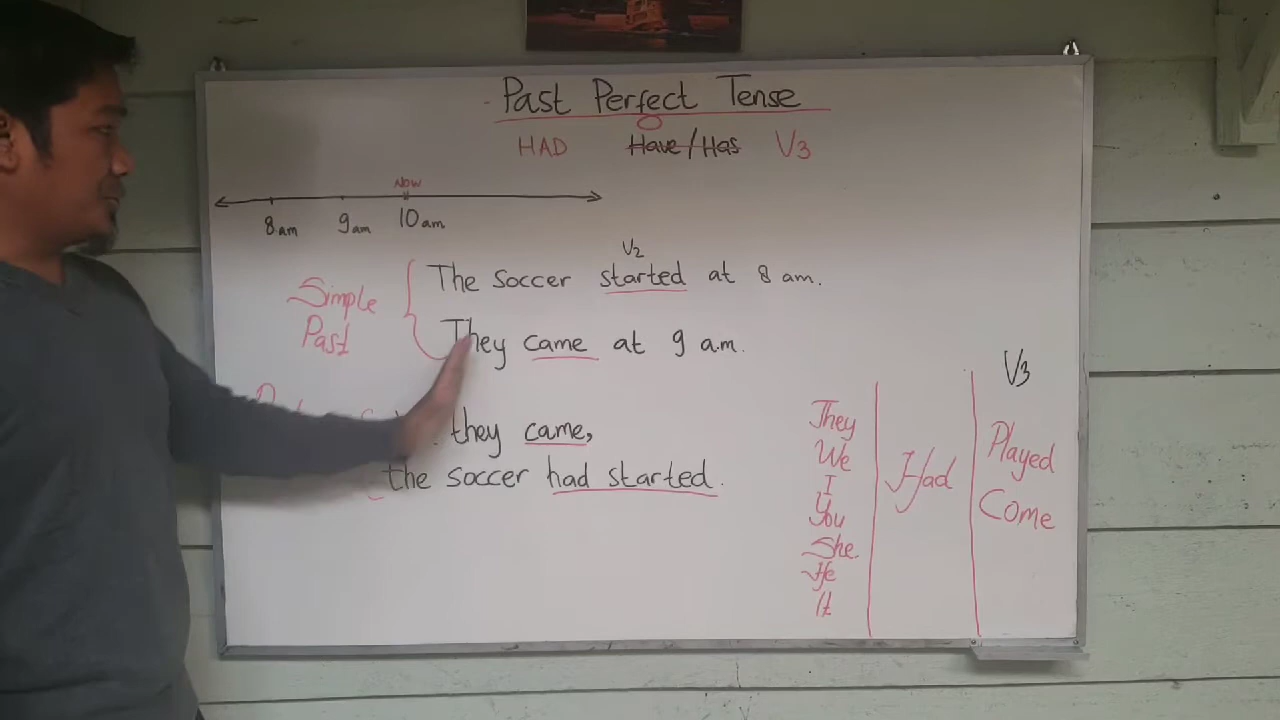 Past Perfect Tense
HAD Have/Has V3
Now
8am 9am 10am
V2
Simple Past
The soccer started at 8 am.
They came at 9 a.m.
they came,
the soccer had started.
V3
They
We
I
You
She
He
It
Had
Played
Come